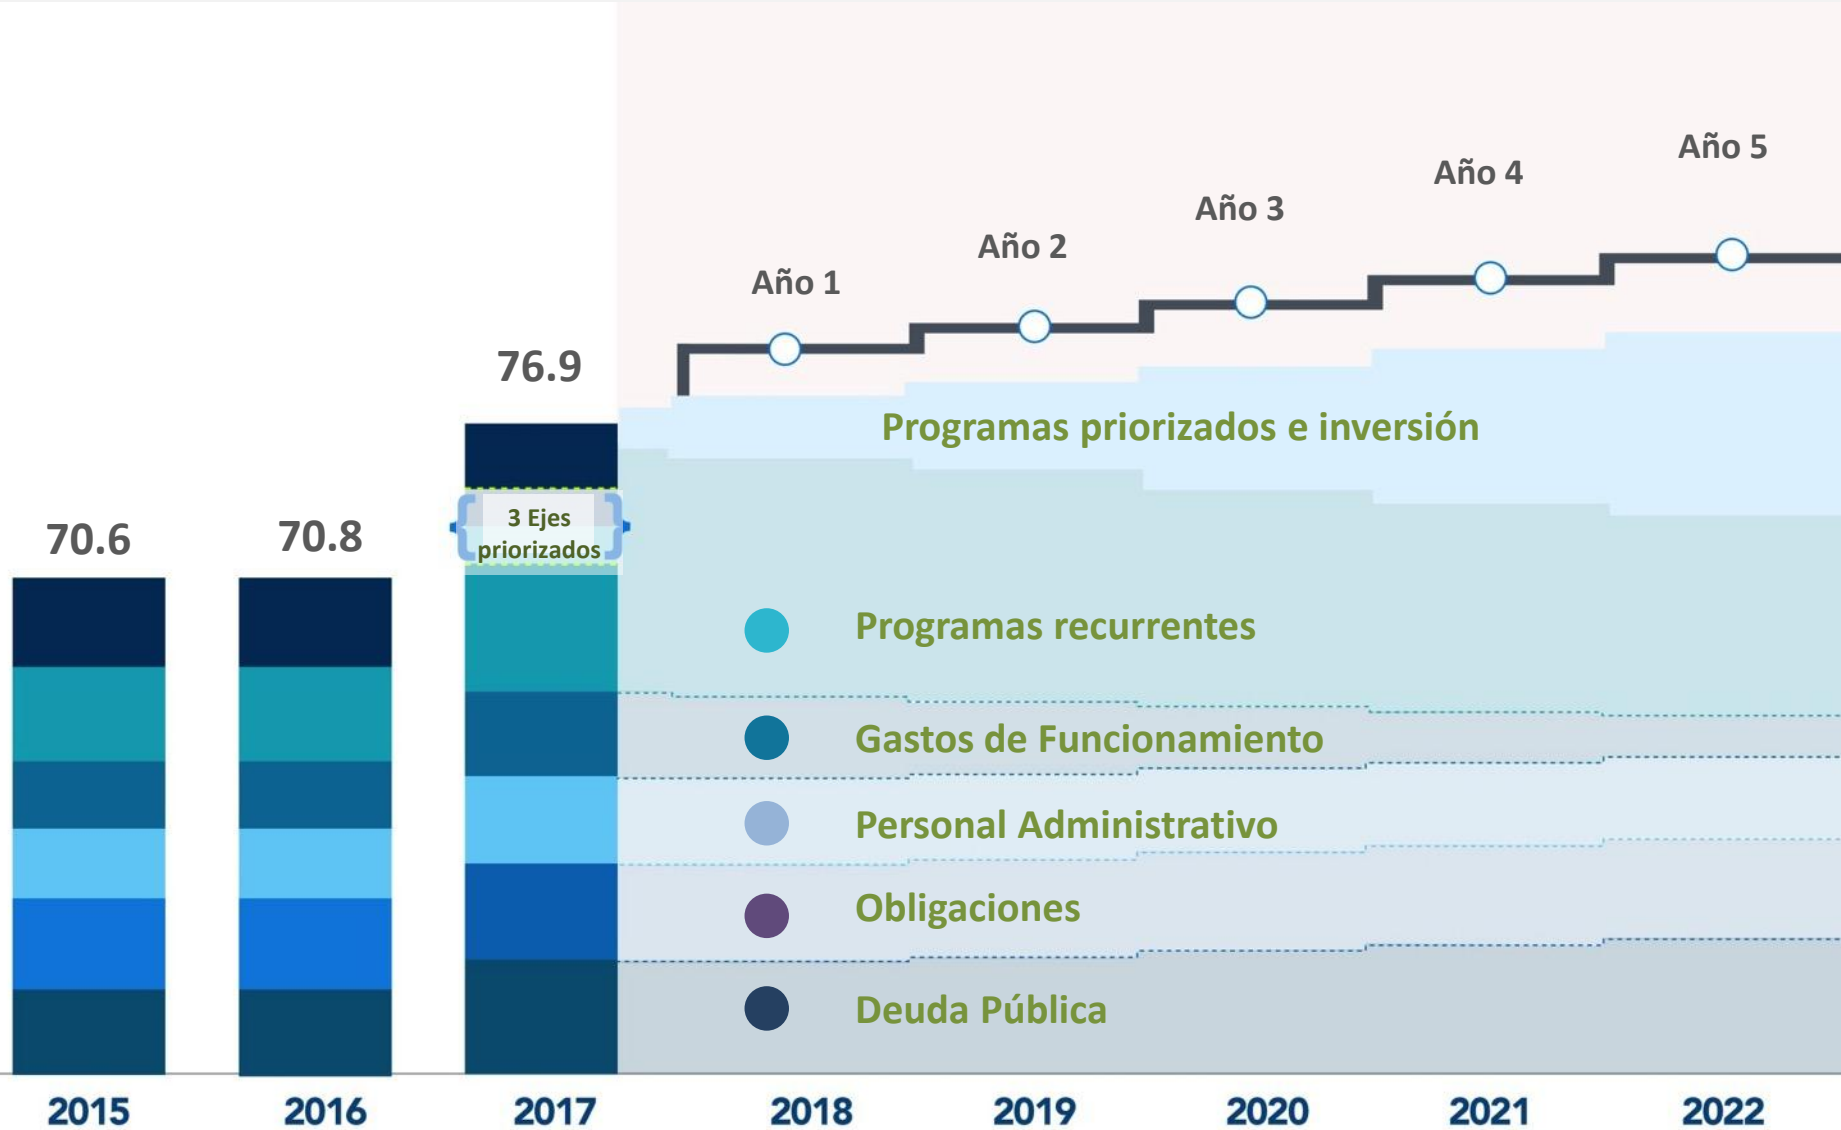 Año 5
Año 4
Año 3
Año 2
Año 1
76.9
70.6
70.8
Programas priorizados e inversión
3 Ejes
priorizados
Programas recurrentes
Gastos de Funcionamiento
Personal Administrativo
Obligaciones
Deuda Pública
2015
2016
2017
2018
2019
2020
2021
2022